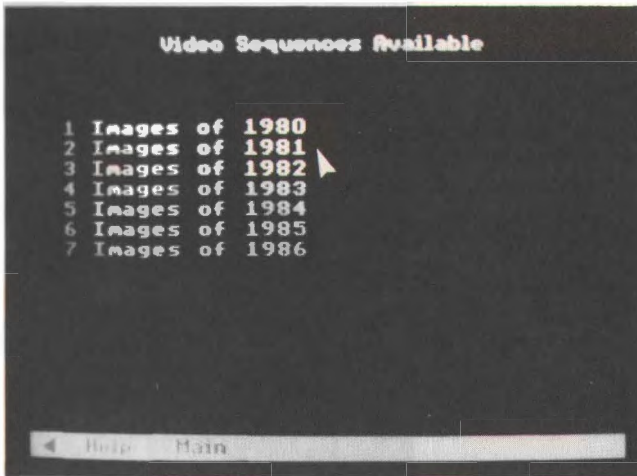 Video Sequences Available
1 Images of 1980
2 Images of 1981
3 Images of 1982
4 Images of 1983
5 Images of 1984
6 Images of 1985
7 Images of 1986
Help Main